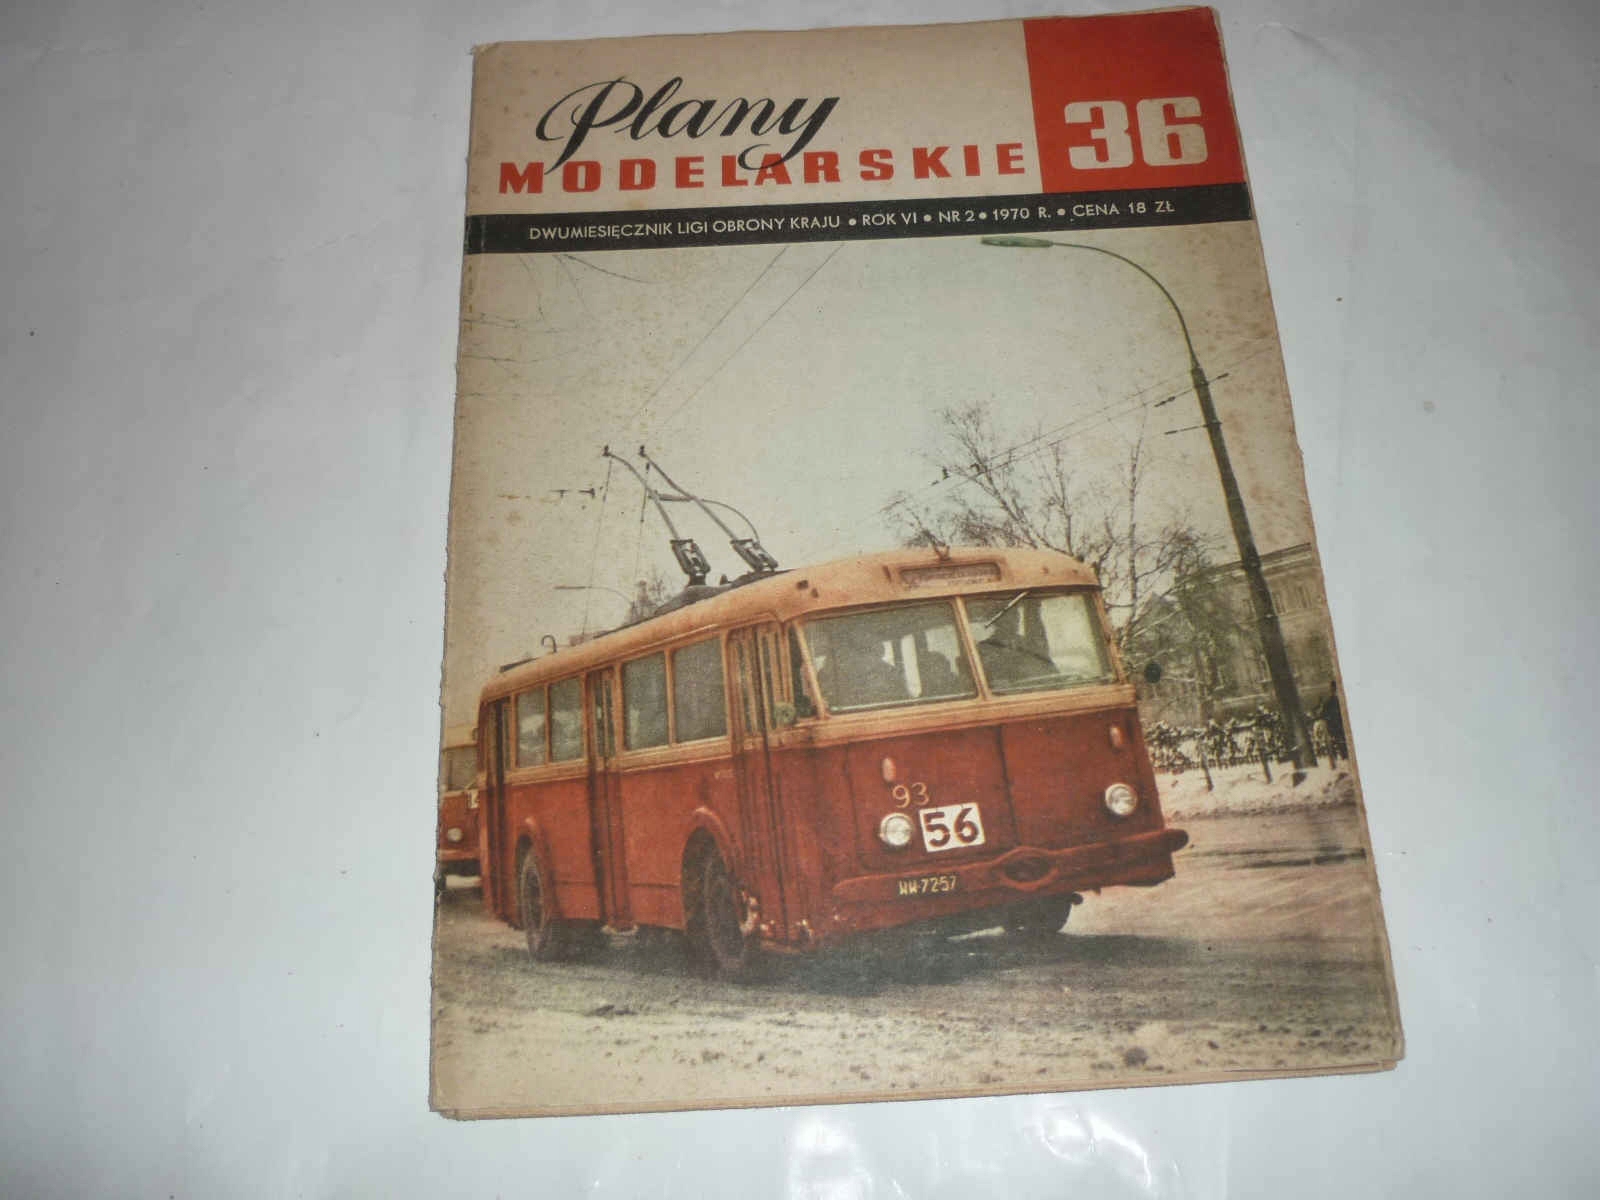 Plany
MODELARSKIE
36
DWUMIESIĘCZNIK LIGI OBRONY KRAJU • ROK VI • NR 2 • 1970 R. • CENA 18 ZŁ
93
56
WW-7257